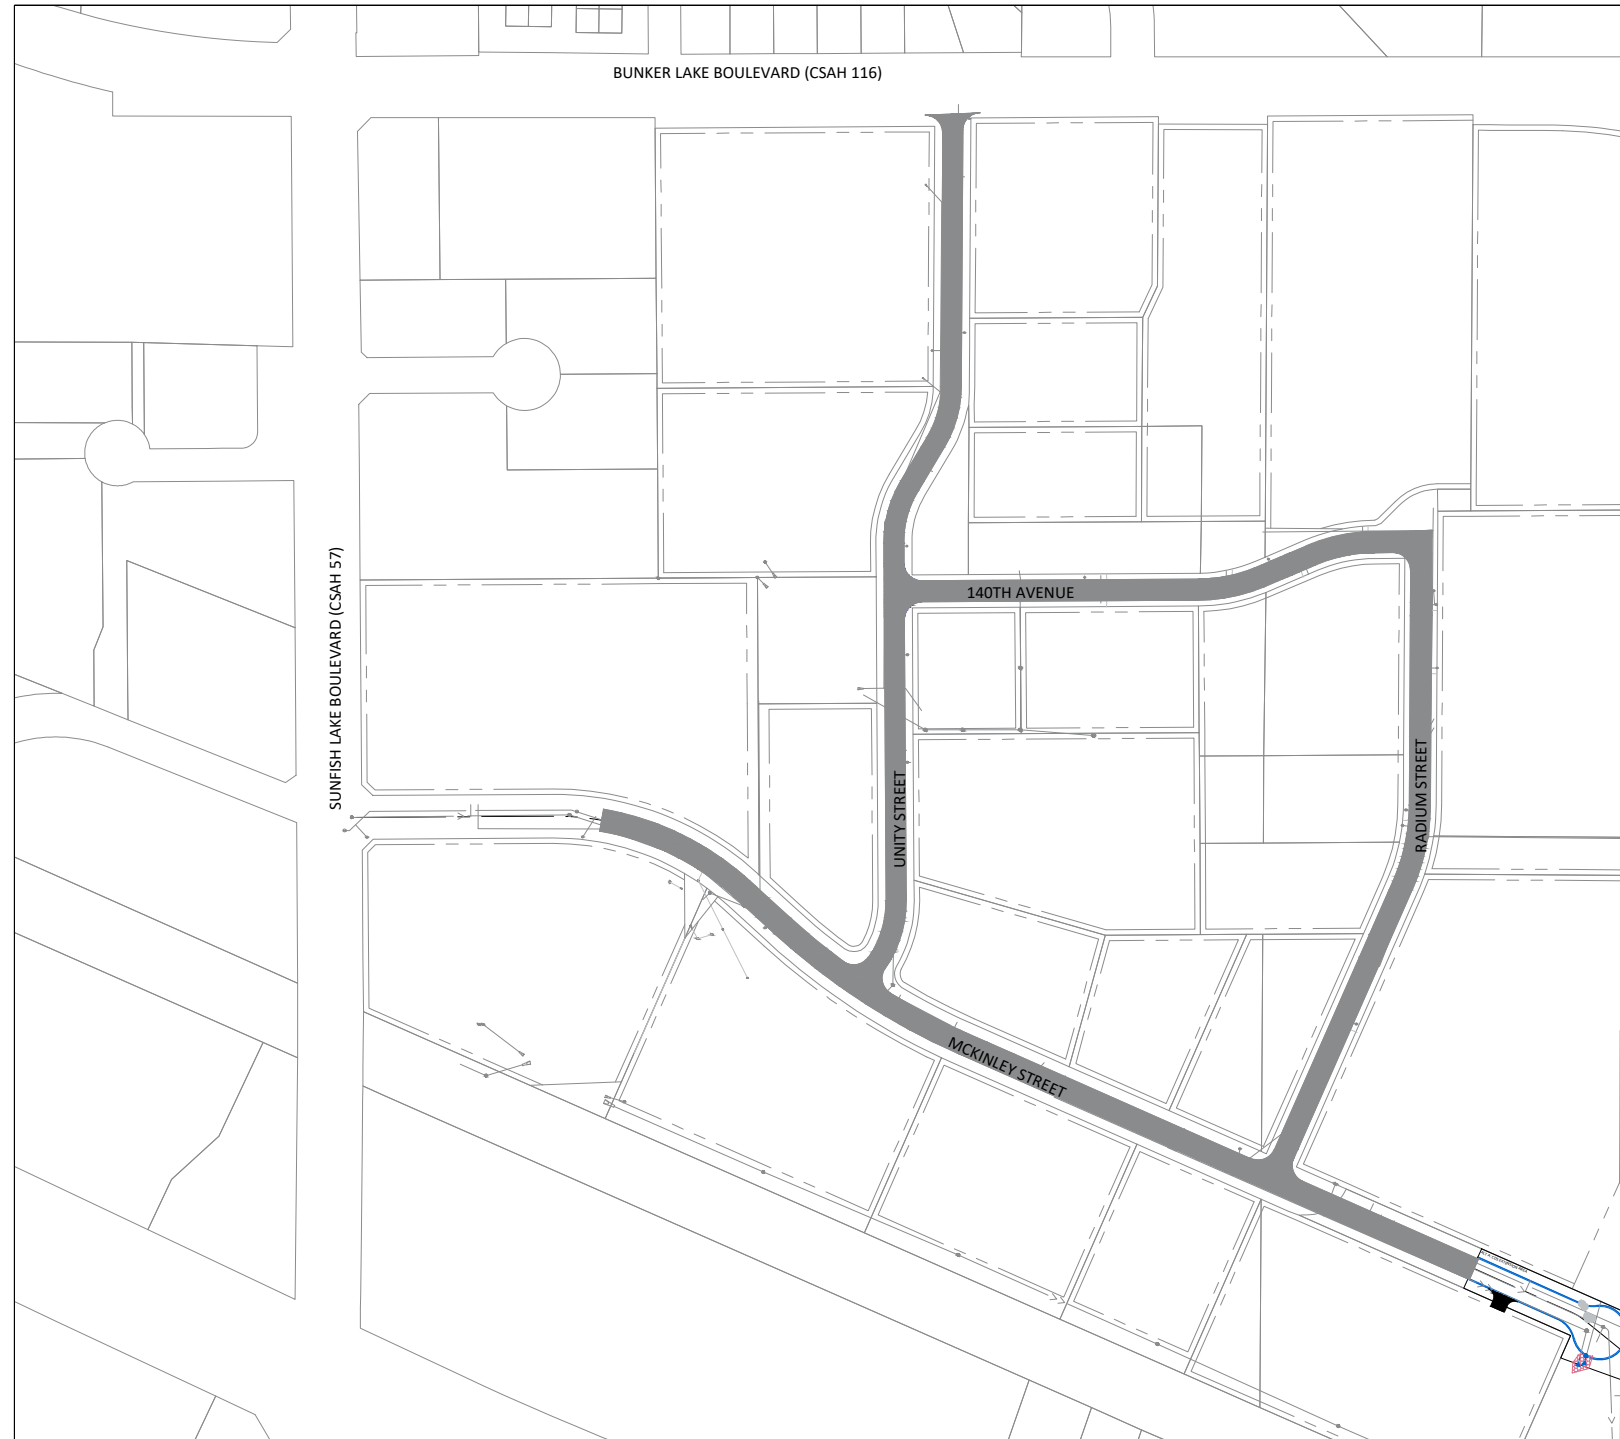 BUNKER LAKE BOULEVARD (CSAH 116)
SUNFISH LAKE BOULEVARD (CSAH 57)
140TH AVENUE
UNITY STREET
RADIUM STREET
MCKINLEY STREET